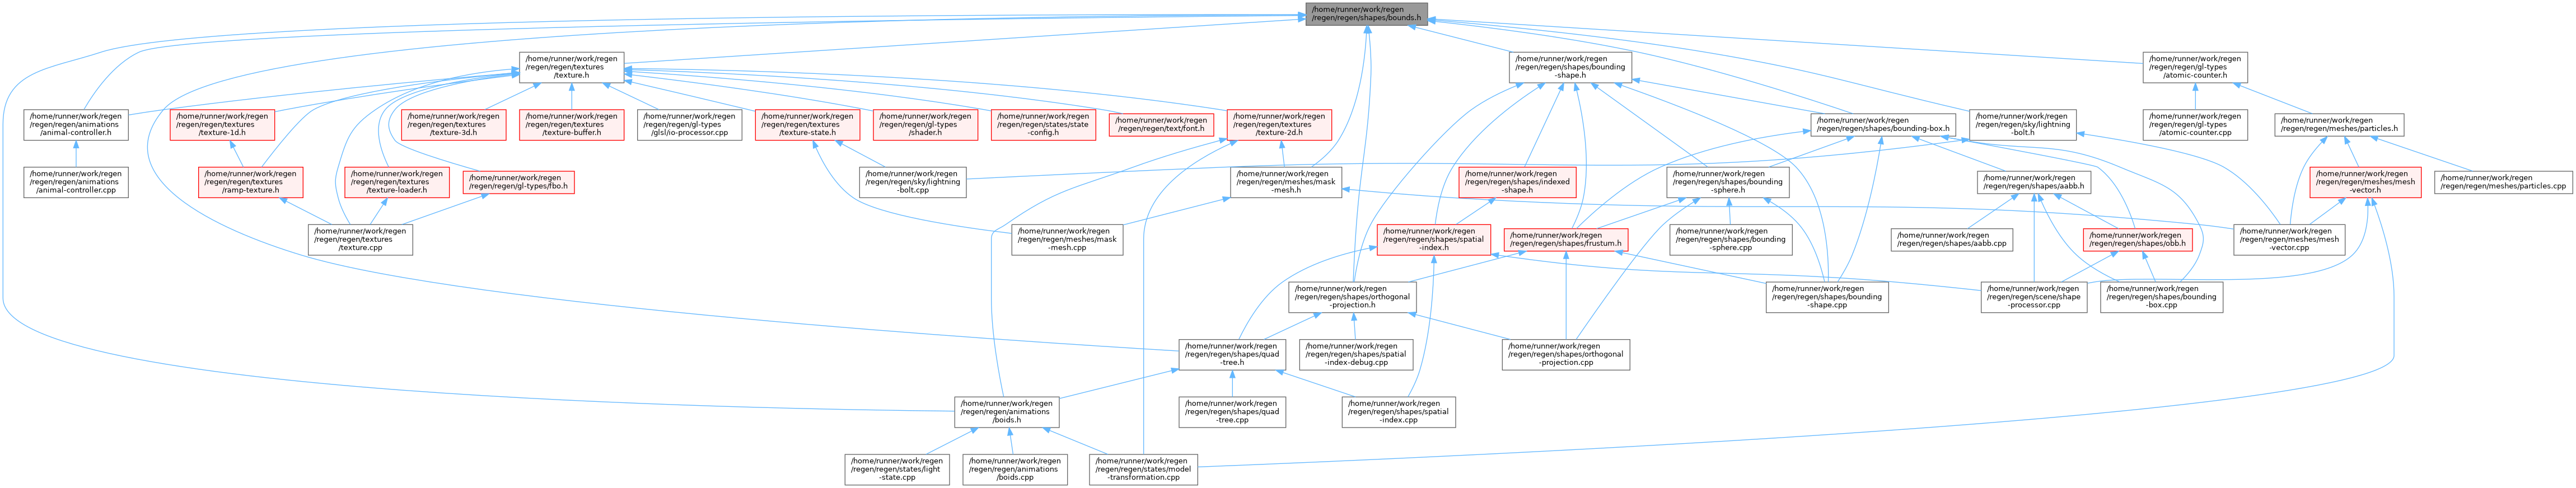 /home/runner/work/regen
/regen/regen/shapes/bounds.h
/home/runner/work/regen
/regen/regen/textures
/texture.h
/home/runner/work/regen
/regen/regen/shapes/bounding
-shape.h
/home/runner/work/regen
/regen/regen/gl-types
/atomic-counter.h
/home/runner/work/regen
/regen/regen/animations
/animal-controller.h
/home/runner/work/regen
/regen/regen/textures
/texture-1d.h
/home/runner/work/regen
/regen/regen/textures
/texture-3d.h
/home/runner/work/regen
/regen/regen/textures
/texture-buffer.h
/home/runner/work/regen
/regen/regen/gl-types
/glsl/io-processor.cpp
/home/runner/work/regen
/regen/regen/textures
/texture-state.h
/home/runner/work/regen
/regen/regen/gl-types
/shader.h
/home/runner/work/regen
/regen/regen/states/state
-config.h
/home/runner/work/regen
/regen/regen/text/font.h
/home/runner/work/regen
/regen/regen/textures
/texture-2d.h
/home/runner/work/regen
/regen/regen/shapes/bounding-box.h
/home/runner/work/regen
/regen/regen/sky/lightning
-bolt.h
/home/runner/work/regen
/regen/regen/gl-types
/atomic-counter.cpp
/home/runner/work/regen
/regen/regen/meshes/particles.h
/home/runner/work/regen
/regen/regen/animations
/animal-controller.cpp
/home/runner/work/regen
/regen/regen/textures
/ramp-texture.h
/home/runner/work/regen
/regen/regen/textures
/texture-loader.h
/home/runner/work/regen
/regen/regen/gl-types/fbo.h
/home/runner/work/regen
/regen/regen/sky/lightning
-bolt.cpp
/home/runner/work/regen
/regen/regen/meshes/mask
-mesh.h
/home/runner/work/regen
/regen/regen/shapes/indexed
-shape.h
/home/runner/work/regen
/regen/regen/shapes/bounding
-sphere.h
/home/runner/work/regen
/regen/regen/shapes/aabb.h
/home/runner/work/regen
/regen/regen/meshes/mesh
-vector.h
/home/runner/work/regen
/regen/regen/meshes/particles.cpp
/home/runner/work/regen
/regen/regen/textures
/texture.cpp
/home/runner/work/regen
/regen/regen/meshes/mask
-mesh.cpp
/home/runner/work/regen
/regen/regen/shapes/spatial
-index.h
/home/runner/work/regen
/regen/regen/shapes/frustum.h
/home/runner/work/regen
/regen/regen/shapes/bounding
-sphere.cpp
/home/runner/work/regen
/regen/regen/shapes/aabb.cpp
/home/runner/work/regen
/regen/regen/shapes/obb.h
/home/runner/work/regen
/regen/regen/meshes/mesh
-vector.cpp
/home/runner/work/regen
/regen/regen/shapes/orthogonal
-projection.h
/home/runner/work/regen
/regen/regen/shapes/bounding
-shape.cpp
/home/runner/work/regen
/regen/regen/scene/shape
-processor.cpp
/home/runner/work/regen
/regen/regen/shapes/bounding
-box.cpp
/home/runner/work/regen
/regen/regen/shapes/quad
-tree.h
/home/runner/work/regen
/regen/regen/shapes/spatial
-index-debug.cpp
/home/runner/work/regen
/regen/regen/shapes/orthogonal
-projection.cpp
/home/runner/work/regen
/regen/regen/animations
/boids.h
/home/runner/work/regen
/regen/regen/shapes/quad
-tree.cpp
/home/runner/work/regen
/regen/regen/shapes/spatial
-index.cpp
/home/runner/work/regen
/regen/regen/states/light
-state.cpp
/home/runner/work/regen
/regen/regen/animations
/boids.cpp
/home/runner/work/regen
/regen/regen/states/model
-transformation.cpp